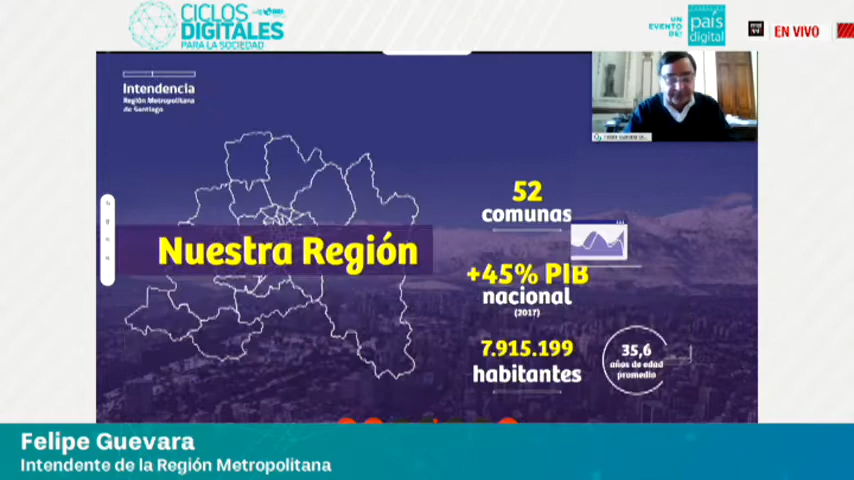 CICLOS
DIGITALES
PARA LA SOCIEDAD
UN
EVENTO
DE:
país
digital
EN VIVO
Intendencia
Región Metropolitana
de Santiago
Nuestra Región
52
comunas
+45% PIB
nacional
(2017)
7.915.199
habitantes
35,6
años de edad
promedio
Felipe Guevara
Intendente de la Región Metropolitana